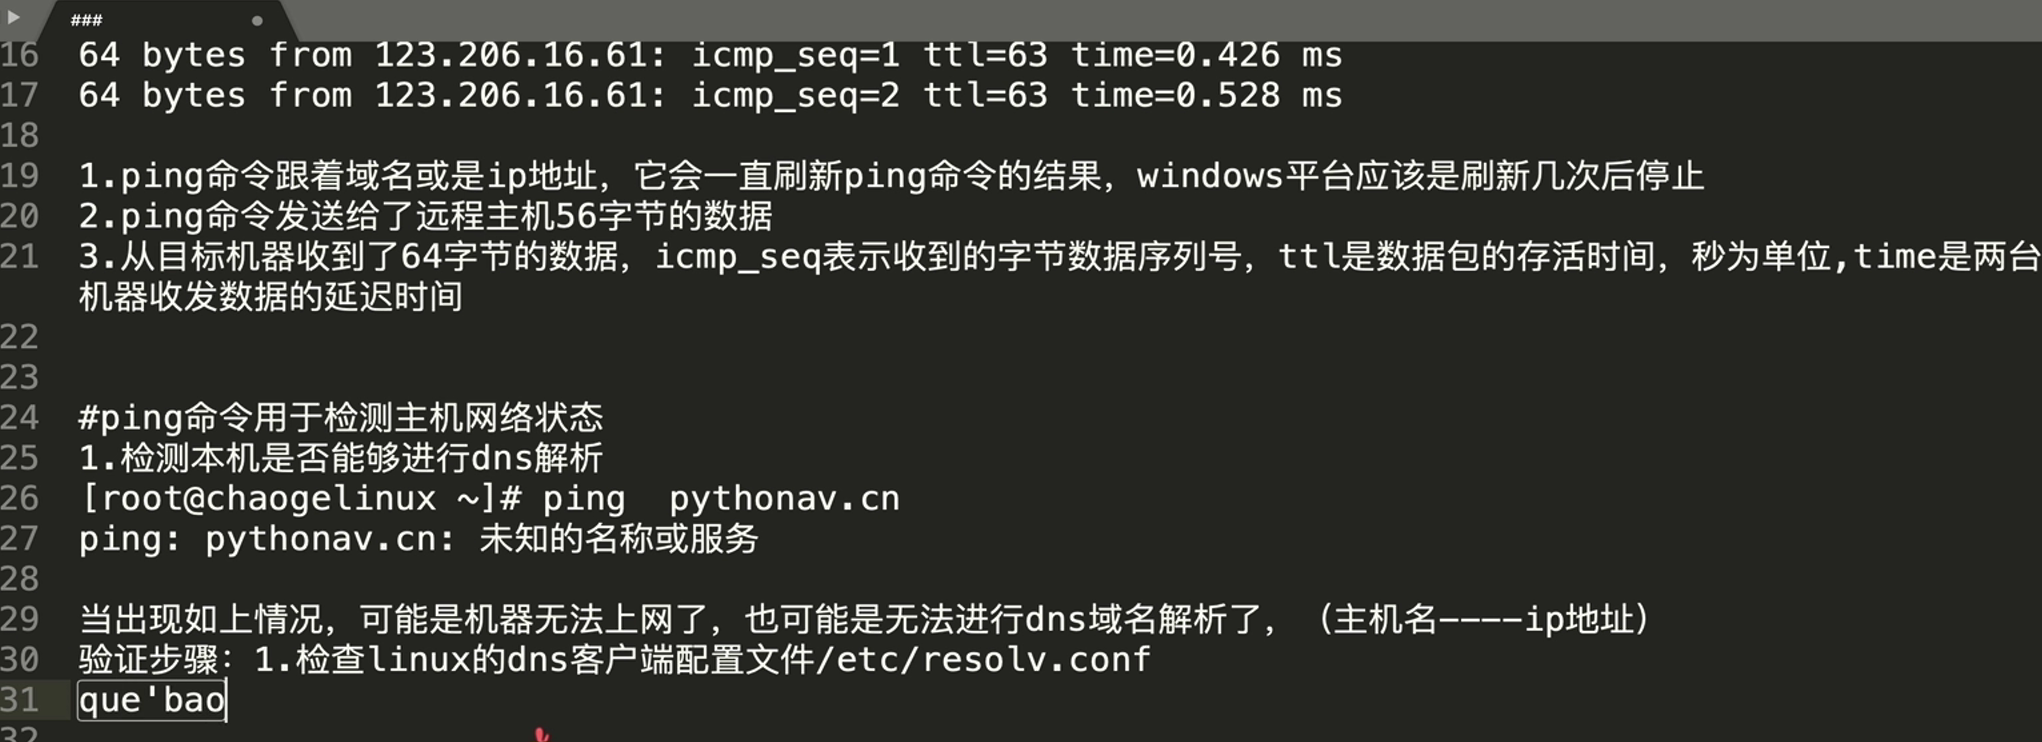 ###
16 64 bytes from 123.206.16.61: icmp_seq=1 ttl=63 time=0.426 ms
17 64 bytes from 123.206.16.61: icmp_seq=2 ttl=63 time=0.528 ms
18
19 1.ping命令跟着域名或是ip地址，它会一直刷新ping命令的结果，windows平台应该是刷新几次后停止
20 2.ping命令发送给了远程主机56字节的数据
21 3.从目标机器收到了64字节的数据，icmp_seq表示收到的字节数据序列号，ttl是数据包的存活时间，秒为单位,time是两台
机器收发数据的延迟时间
22
23
24 #ping命令用于检测主机网络状态
25 1.检测本机是否能够进行dns解析
26 [root@chaogelinux ~]# ping  pythonav.cn
27 ping: pythonav.cn: 未知的名称或服务
28
29 当出现如上情况，可能是机器无法上网了，也可能是无法进行dns域名解析了，（主机名----ip地址）
30 验证步骤：1.检查linux的dns客户端配置文件/etc/resolv.conf
31 que'bao
32